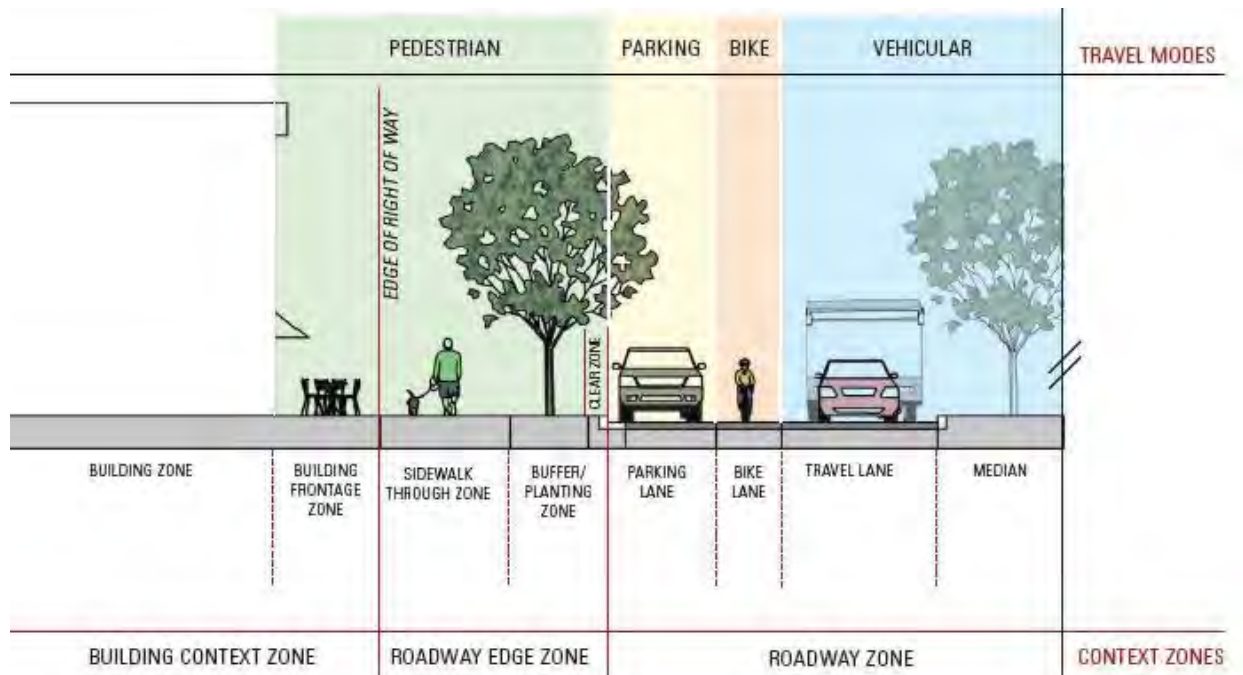 PEDESTRIAN
PARKING
BIKE
VEHICULAR
TRAVEL MODES
EDGE OF RIGHT OF WAY
CLEAR ZONE
BUILDING ZONE
BUILDING
FRONTAGE
ZONE
SIDEWALK
THROUGH ZONE
BUFFER/
PLANTING
ZONE
PARKING
LANE
BIKE
LANE
TRAVEL LANE
MEDIAN
BUILDING CONTEXT ZONE
ROADWAY EDGE ZONE
ROADWAY ZONE
CONTEXT ZONES